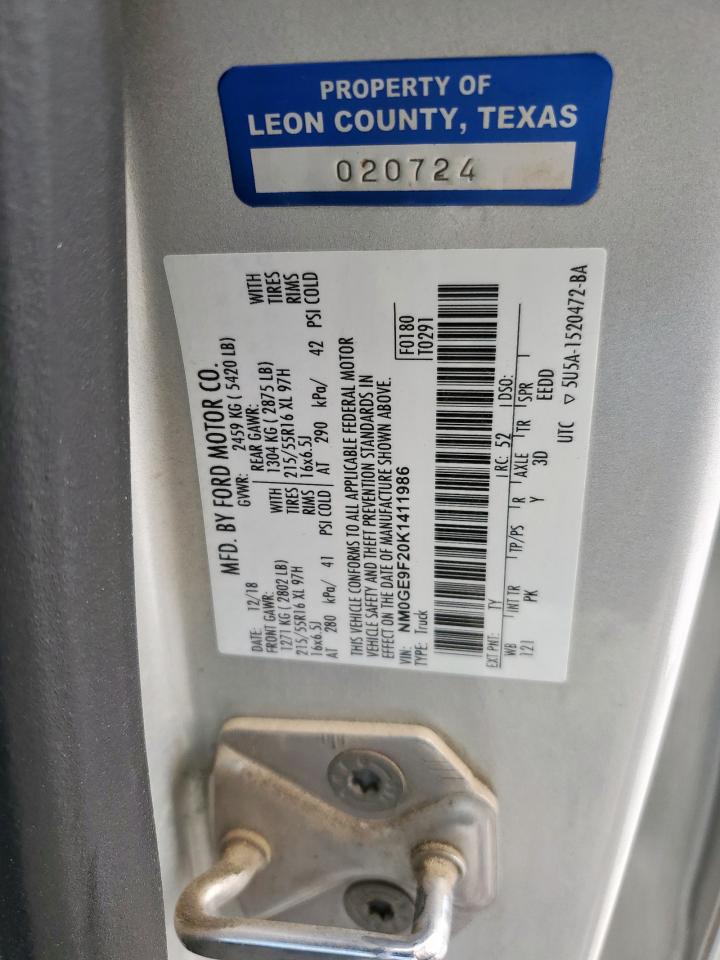 PROPERTY OF
LEON COUNTY, TEXAS
020724
MFD. BY FORD MOTOR CO.
DATE: 12/18 GVWR: 2459 KG ( 5420 LB)
FRONT GAWR: REAR GAWR:
1271 KG ( 2802 LB) WITH 1304 KG ( 2875 LB) WITH
215/55R16 XL 97H TIRES 215/55R16 XL 97H TIRES
16x6.5J RIMS 16x6.5J RIMS
AT 280 kPa/ 41 PSI COLD AT 290 kPa/ 42 PSI COLD
THIS VEHICLE CONFORMS TO ALL APPLICABLE FEDERAL MOTOR
VEHICLE SAFETY AND THEFT PREVENTION STANDARDS IN
EFFECT ON THE DATE OF MANUFACTURE SHOWN ABOVE.
VIN: NM0GE9F20K1411986 F0180
TYPE: Truck T0291
EXT PNT: TY RC: 52 DSO:
WB INT TR TP/PS R AXLE TR SPR
121 PK Y 3D EEDD
UTC ▽ 5U5A-1520472-BA